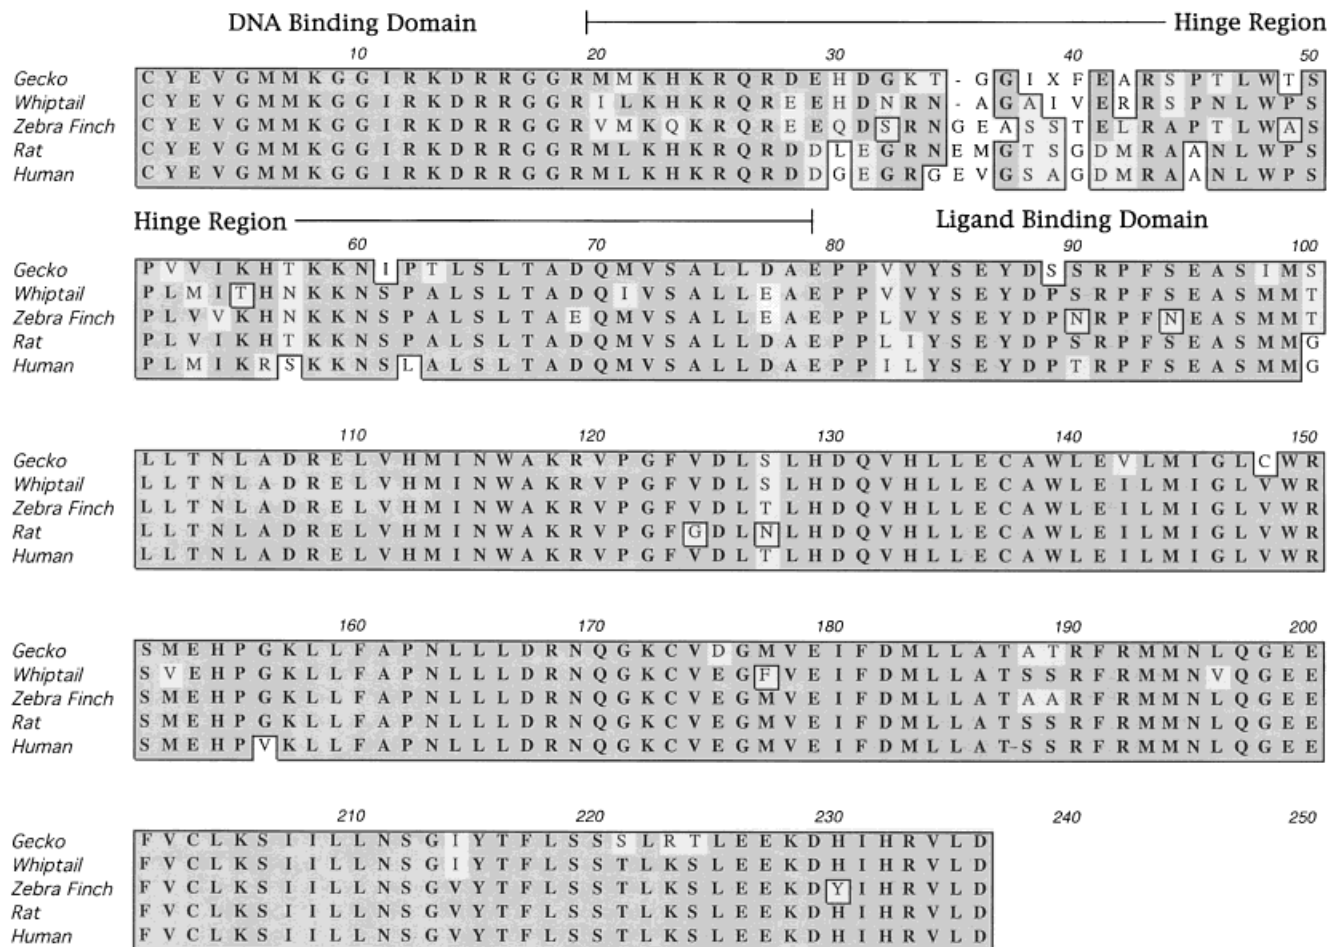 DNA Binding Domain Hinge Region
10 20 30 40 50
Gecko C Y E V G M M K G G I R K D R R G G R M M K H K R Q R D E H D G K T - G G I X F E A R S P T L W T S
Whiptail C Y E V G M M K G G I R K D R R G G R I L K H K R Q R E E H D N R N - A G A I V E R R S P N L W P S
Zebra Finch C Y E V G M M K G G I R K D R R G G R V M K Q K R Q R E E Q D S R N G E A S S T E L R A P T L W A S
Rat C Y E V G M M K G G I R K D R R G G R M L K H K R Q R D D L E G R N E M G T S G D M R A A N L W P S
Human C Y E V G M M K G G I R K D R R G G R M L K H K R Q R D D G E G R G E V G S A G D M R A A N L W P S
Hinge Region Ligand Binding Domain
60 70 80 90 100
Gecko P V V I K H T K K N I P T L S L T A D Q M V S A L L D A E P P V V Y S E Y D S S R P F S E A S I M S
Whiptail P L M I T H N K K N S P A L S L T A D Q I V S A L L E A E P P V V Y S E Y D P S R P F S E A S M M T
Zebra Finch P L V V K H N K K N S P A L S L T A E Q M V S A L L E A E P P L V Y S E Y D P N R P F N E A S M M T
Rat P L V I K H T K K N S P A L S L T A D Q M V S A L L D A E P P L I Y S E Y D P S R P F S E A S M M G
Human P L M I K R S K K N S L A L S L T A D Q M V S A L L D A E P P I L Y S E Y D P T R P F S E A S M M G
110 120 130 140 150
Gecko L L T N L A D R E L V H M I N W A K R V P G F V D L S L H D Q V H L L E C A W L E V L M I G L C W R
Whiptail L L T N L A D R E L V H M I N W A K R V P G F V D L S L H D Q V H L L E C A W L E I L M I G L V W R
Zebra Finch L L T N L A D R E L V H M I N W A K R V P G F V D L T L H D Q V H L L E C A W L E I L M I G L V W R
Rat L L T N L A D R E L V H M I N W A K R V P G F G D L N L H D Q V H L L E C A W L E I L M I G L V W R
Human L L T N L A D R E L V H M I N W A K R V P G F V D L T L H D Q V H L L E C A W L E I L M I G L V W R
160 170 180 190 200
Gecko S M E H P G K L L F A P N L L L D R N Q G K C V D G M V E I F D M L L A T A T R F R M M N L Q G E E
Whiptail S V E H P G K L L F A P N L L L D R N Q G K C V E G F V E I F D M L L A T S S R F R M M N V Q G E E
Zebra Finch S M E H P G K L L F A P N L L L D R N Q G K C V E G M V E I F D M L L A T A A R F R M M N L Q G E E
Rat S M E H P G K L L F A P N L L L D R N Q G K C V E G M V E I F D M L L A T S S R F R M M N L Q G E E
Human S M E H P V K L L F A P N L L L D R N Q G K C V E G M V E I F D M L L A T-S S R F R M M N L Q G E E
210 220 230 240 250
Gecko F V C L K S I I L L N S G I Y T F L S S S L R T L E E K D H I H R V L D
Whiptail F V C L K S I I L L N S G I Y T F L S S T L K S L E E K D H I H R V L D
Zebra Finch F V C L K S I I L L N S G V Y T F L S S T L K S L E E K D Y I H R V L D
Rat F V C L K S I I L L N S G V Y T F L S S T L K S L E E K D H I H R V L D
Human F V C L K S I I L L N S G V Y T F L S S T L K S L E E K D H I H R V L D